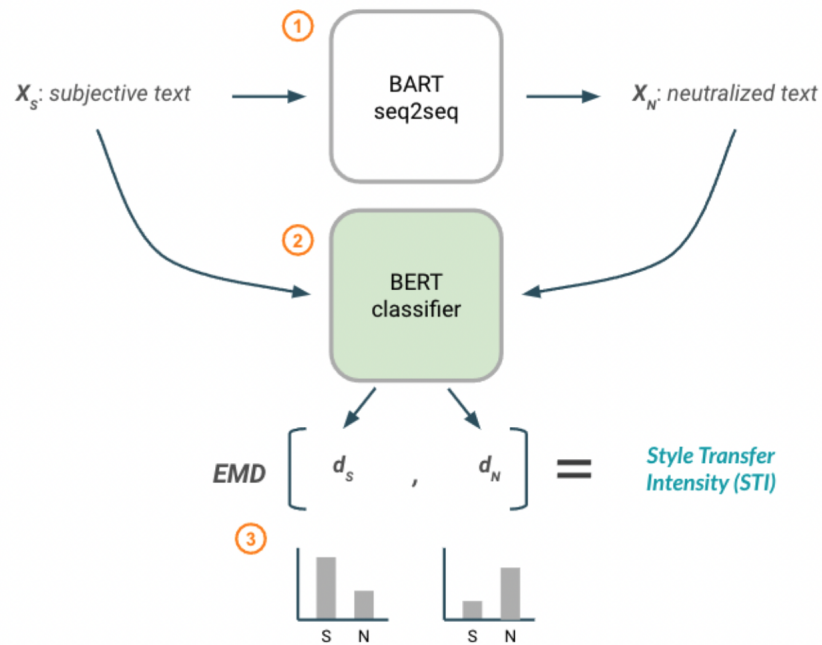 1
BART
seq2seq
X_S: subjective text
X_N: neutralized text
2
BERT
classifier
EMD [ d_S , d_N ] =
Style Transfer
Intensity (STI)
3
S N
S N